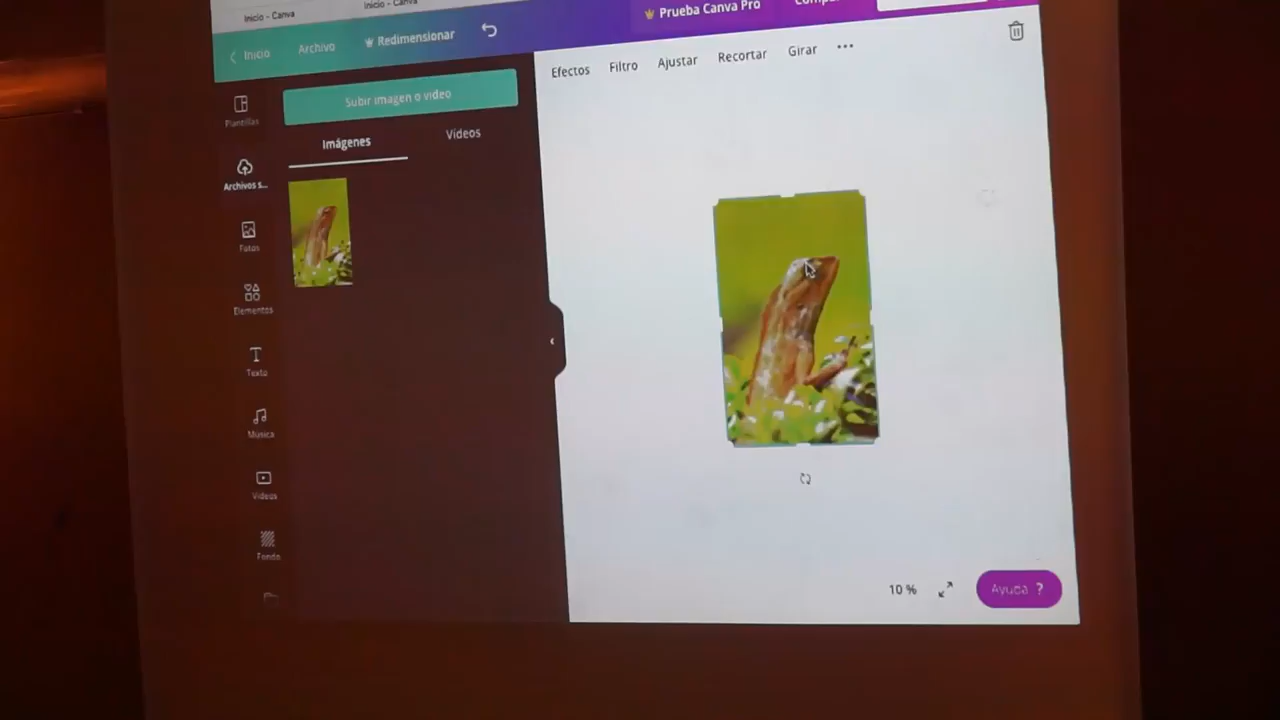 Inicio - Canva
Inicio - Canva
Inicio
Archivo
Redimensionar
Prueba Canva Pro
Efectos
Filtro
Ajustar
Recortar
Girar
Subir imagen o video
Imágenes
Videos
Plantillas
Archivos s...
Fotos
Elementos
Texto
Música
Videos
Fondo
10 %
Ayuda ?